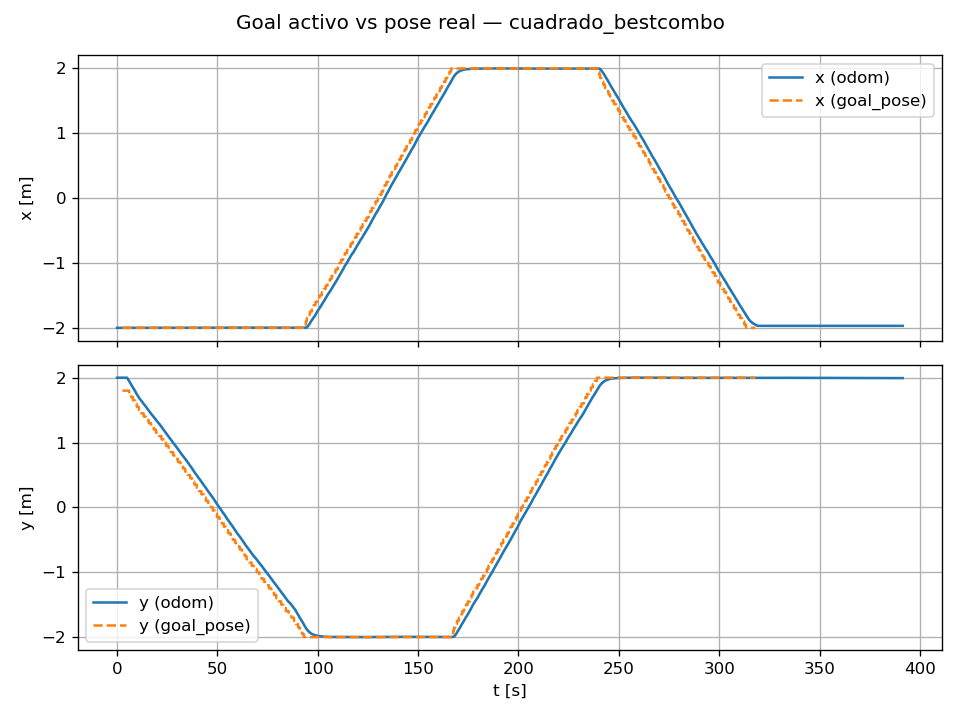 Goal activo vs pose real — cuadrado_bestcombo
x [m]
2
1
0
−1
−2
x (odom)
x (goal_pose)
y [m]
2
1
0
−1
−2
y (odom)
y (goal_pose)
0 50 100 150 200 250 300 350 400
t [s]